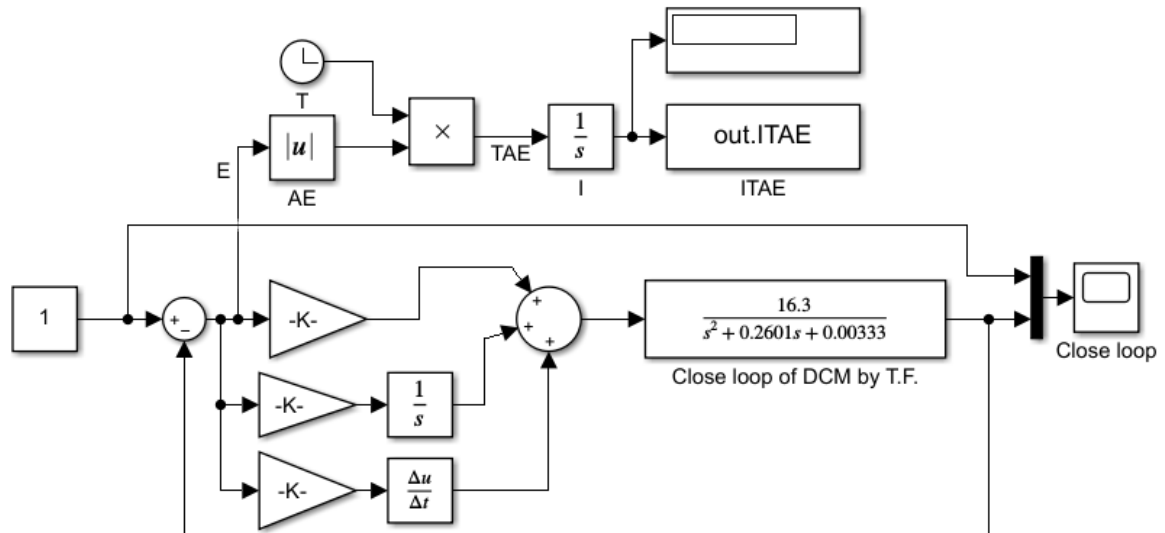 T
|u|
AE
E
×
TAE
1
s
I
out.ITAE
ITAE
1
+
−
-K-
+
+
+
16.3
s² + 0.2601s + 0.00333
Close loop of DCM by T.F.
Close loop
-K-
1
s
-K-
Δu
Δt